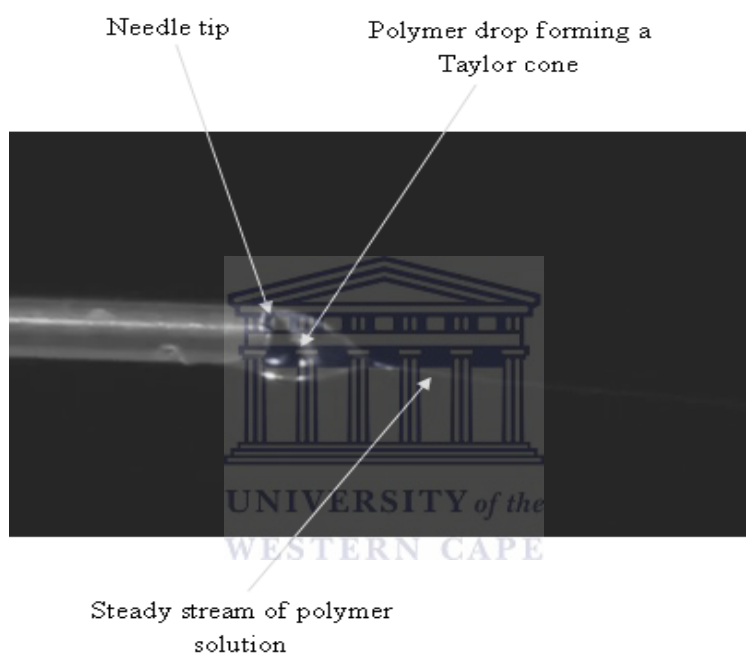 Needle tip
Polymer drop forming a
Taylor cone
UNIVERSITY of the
WESTERN CAPE
Steady stream of polymer
solution